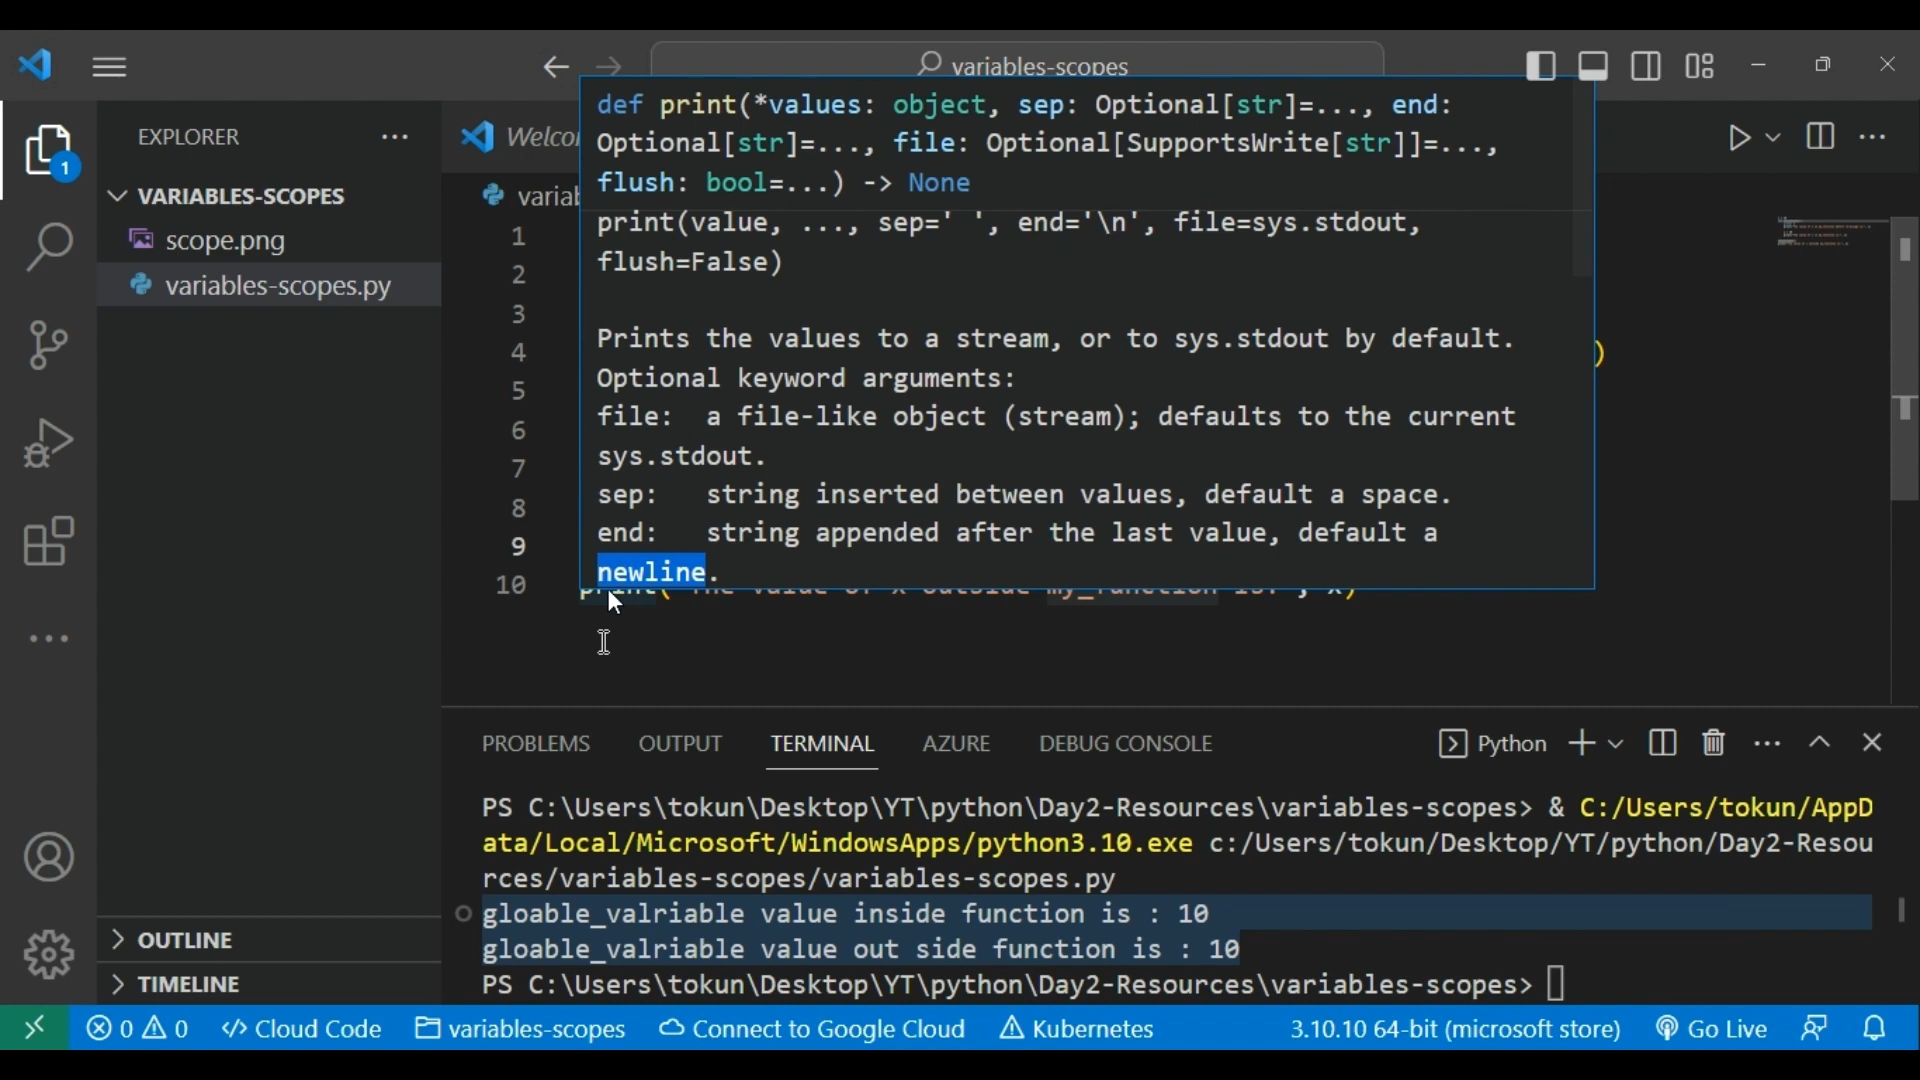 variables-scopes
EXPLORER ...
VARIABLES-SCOPES
scope.png
variables-scopes.py
1
def print(*values: object, sep: Optional[str]=..., end:
Optional[str]=..., file: Optional[SupportsWrite[str]]=...,
flush: bool=...) -> None
print(value, ..., sep=' ', end='\n', file=sys.stdout,
flush=False)
Prints the values to a stream, or to sys.stdout by default.
Optional keyword arguments:
file: a file-like object (stream); defaults to the current
sys.stdout.
sep: string inserted between values, default a space.
end: string appended after the last value, default a
newline.
1
2
3
4 )
5
6
7
8
9
10 print("The value of x outside my_function is:", x)
PROBLEMS OUTPUT TERMINAL AZURE DEBUG CONSOLE Python
PS C:\Users\tokun\Desktop\YT\python\Day2-Resources\variables-scopes> & C:/Users/tokun/AppD
ata/Local/Microsoft/WindowsApps/python3.10.exe c:/Users/tokun/Desktop/YT/python/Day2-Resou
rces/variables-scopes/variables-scopes.py
gloable_valriable value inside function is : 10
gloable_valriable value out side function is : 10
PS C:\Users\tokun\Desktop\YT\python\Day2-Resources\variables-scopes>
OUTLINE
TIMELINE
0 0 </> Cloud Code variables-scopes Connect to Google Cloud Kubernetes 3.10.10 64-bit (microsoft store) Go Live